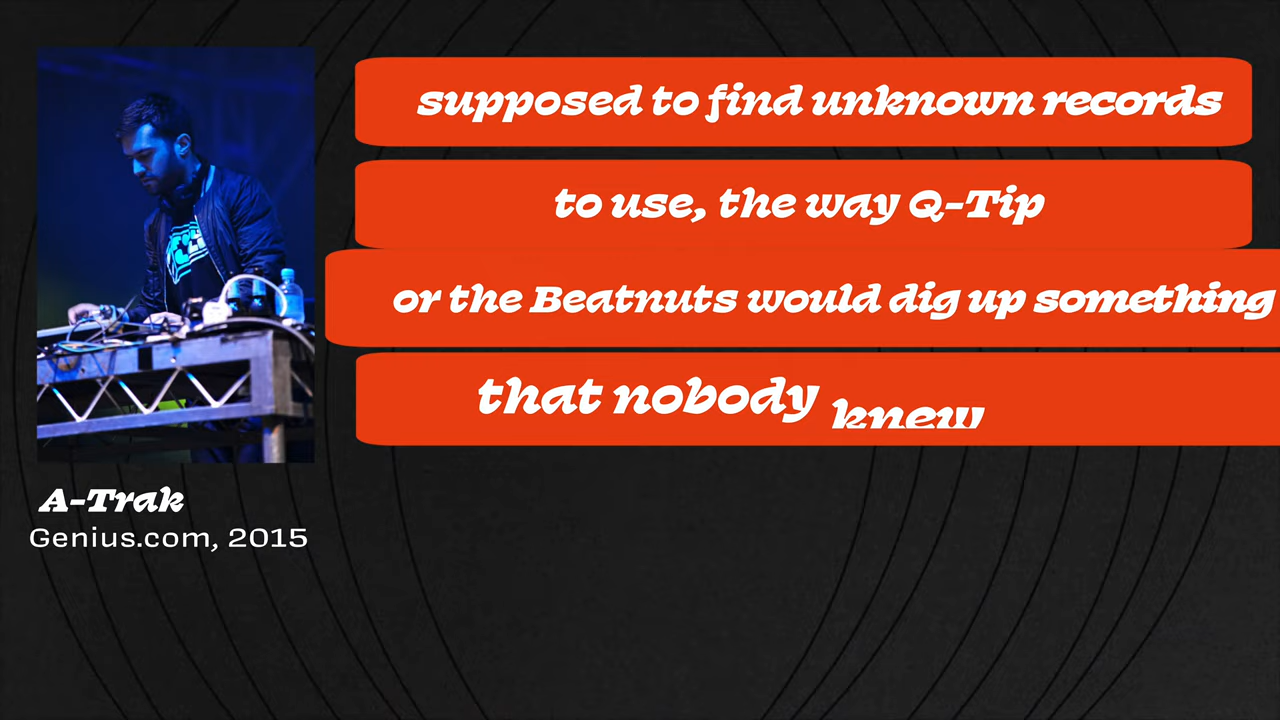 supposed to find unknown records
to use, the way Q-Tip
or the Beatnuts would dig up something
that nobody knew
A-Trak
Genius.com, 2015